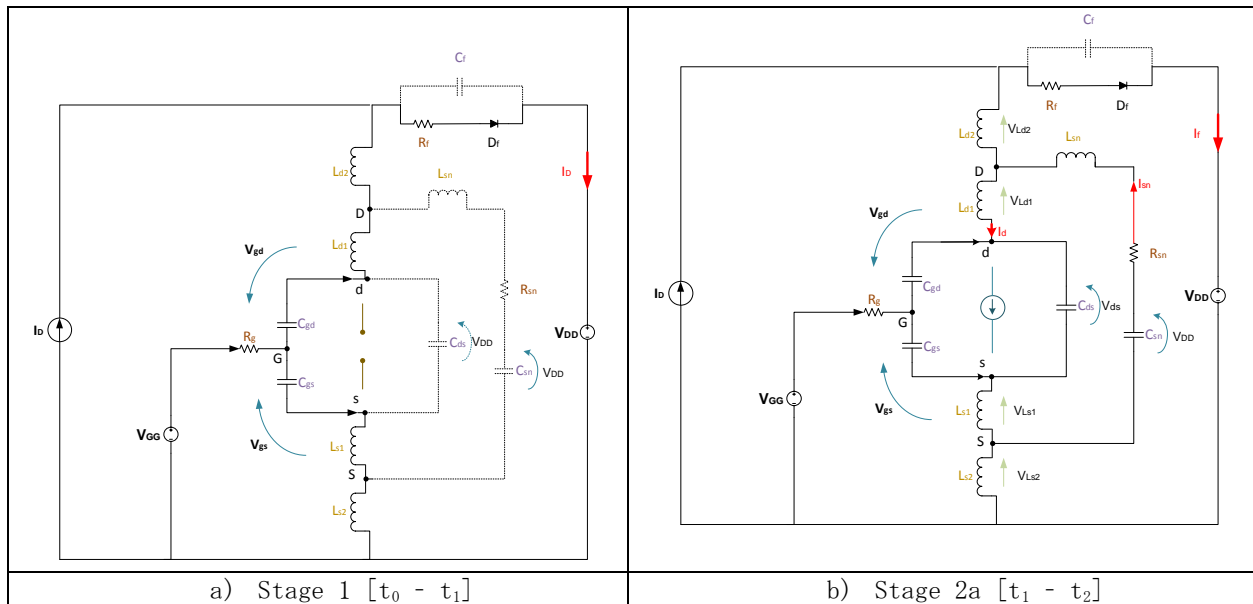 Cf
Rf
Df
Ld2
Lsn
ID
D
Vgd
Ld1
d
Rsn
Cgd
ID
Rg
G
Cds
VDD
Csn
VDD
VDD
Cgs
s
VGG
Vgs
Ls1
S
Ls2
a) Stage 1 [t0 - t1]
Cf
Rf
Df
Ld2
VLd2
Lsn
If
D
Isn
Vgd
Ld1
VLd1
Id
d
Rsn
Cgd
ID
Rg
G
Cds
Vds
VDD
Csn
VDD
Cgs
s
VGG
Vgs
Ls1
VLs1
S
Ls2
VLs2
b) Stage 2a [t1 - t2]